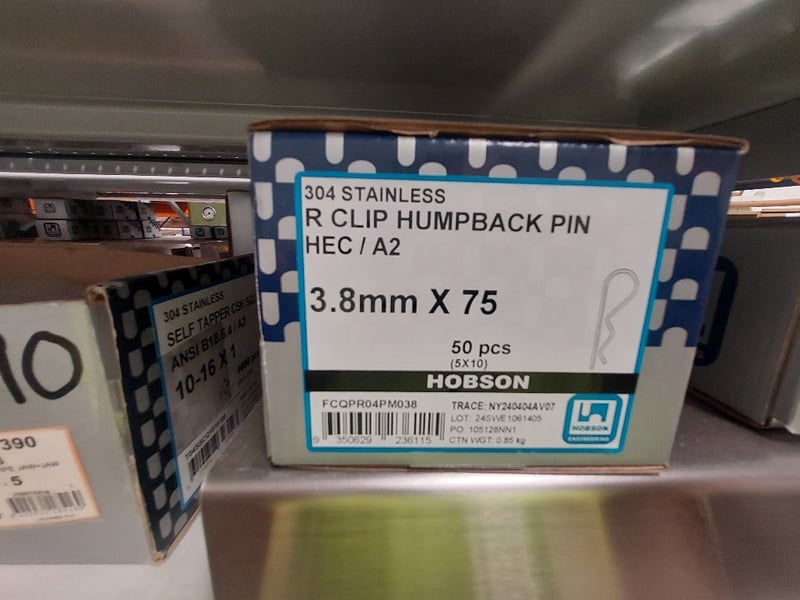 304 STAINLESS
R CLIP HUMPBACK PIN
HEC / A2
3.8mm X 75
50 pcs
(5X10)
HOBSON
FCQPR04PM038
TRACE: NY240404AV07
LOT: 24SWE1061405
PO: 105128NN1
CTN WGT: 0.85 kg
9 350629 236115
HOBSON
ENGINEERING
304 STAINLESS
SELF TAPPER CSK SQ
ANSI B18.6.4 / A2
10-16 X 1
10
390
5